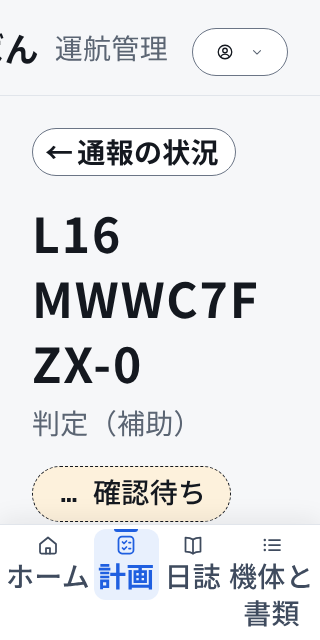 ん 運航管理
← 通報の状況
L16
MWWC7F
ZX-0
判定（補助）
… 確認待ち
ホーム 計画 日誌 機体と
書類